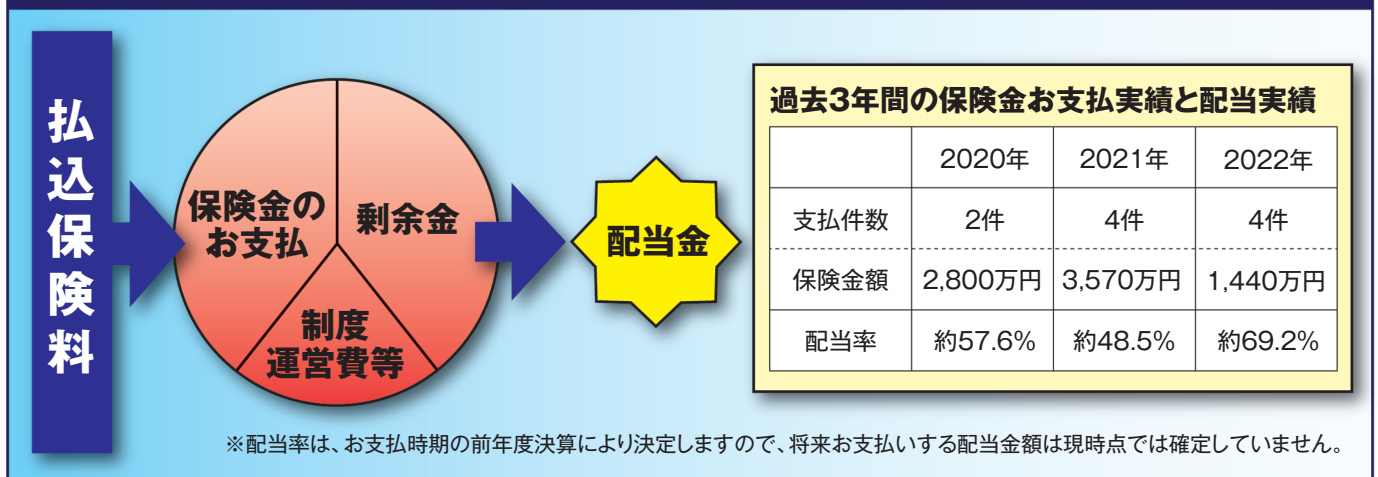 払込保険料
保険金の
お支払
剰余金
制度
運営費等
配当金
過去3年間の保険金お支払実績と配当実績
2020年 2021年 2022年
支払件数 2件 4件 4件
保険金額 2,800万円 3,570万円 1,440万円
配当率 約57.6% 約48.5% 約69.2%
※配当率は、お支払時期の前年度決算により決定しますので、将来お支払いする配当金額は現時点では確定していません。